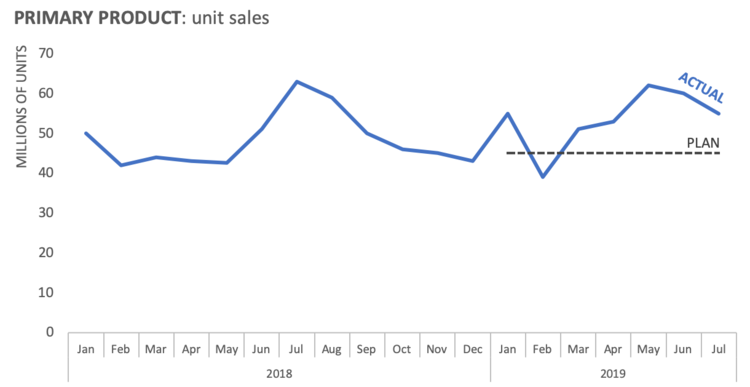 PRIMARY PRODUCT: unit sales
MILLIONS OF UNITS
70
60
50
40
30
20
10
0
ACTUAL
PLAN
Jan Feb Mar Apr May Jun Jul Aug Sep Oct Nov Dec Jan Feb Mar Apr May Jun Jul
2018 2019